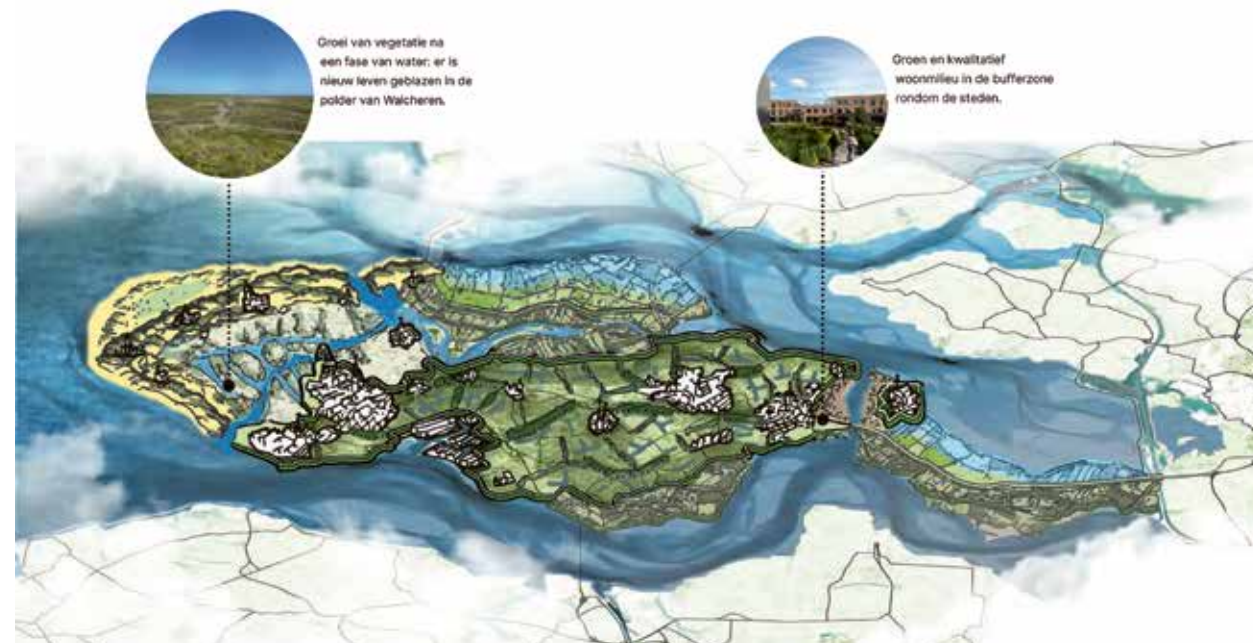 Groei van vegetatie na
een fase van water: er is
nieuw leven geblazen in de
polder van Walcheren.
Groen en kwalitatief
woonmilieu in de bufferzone
rondom de steden.